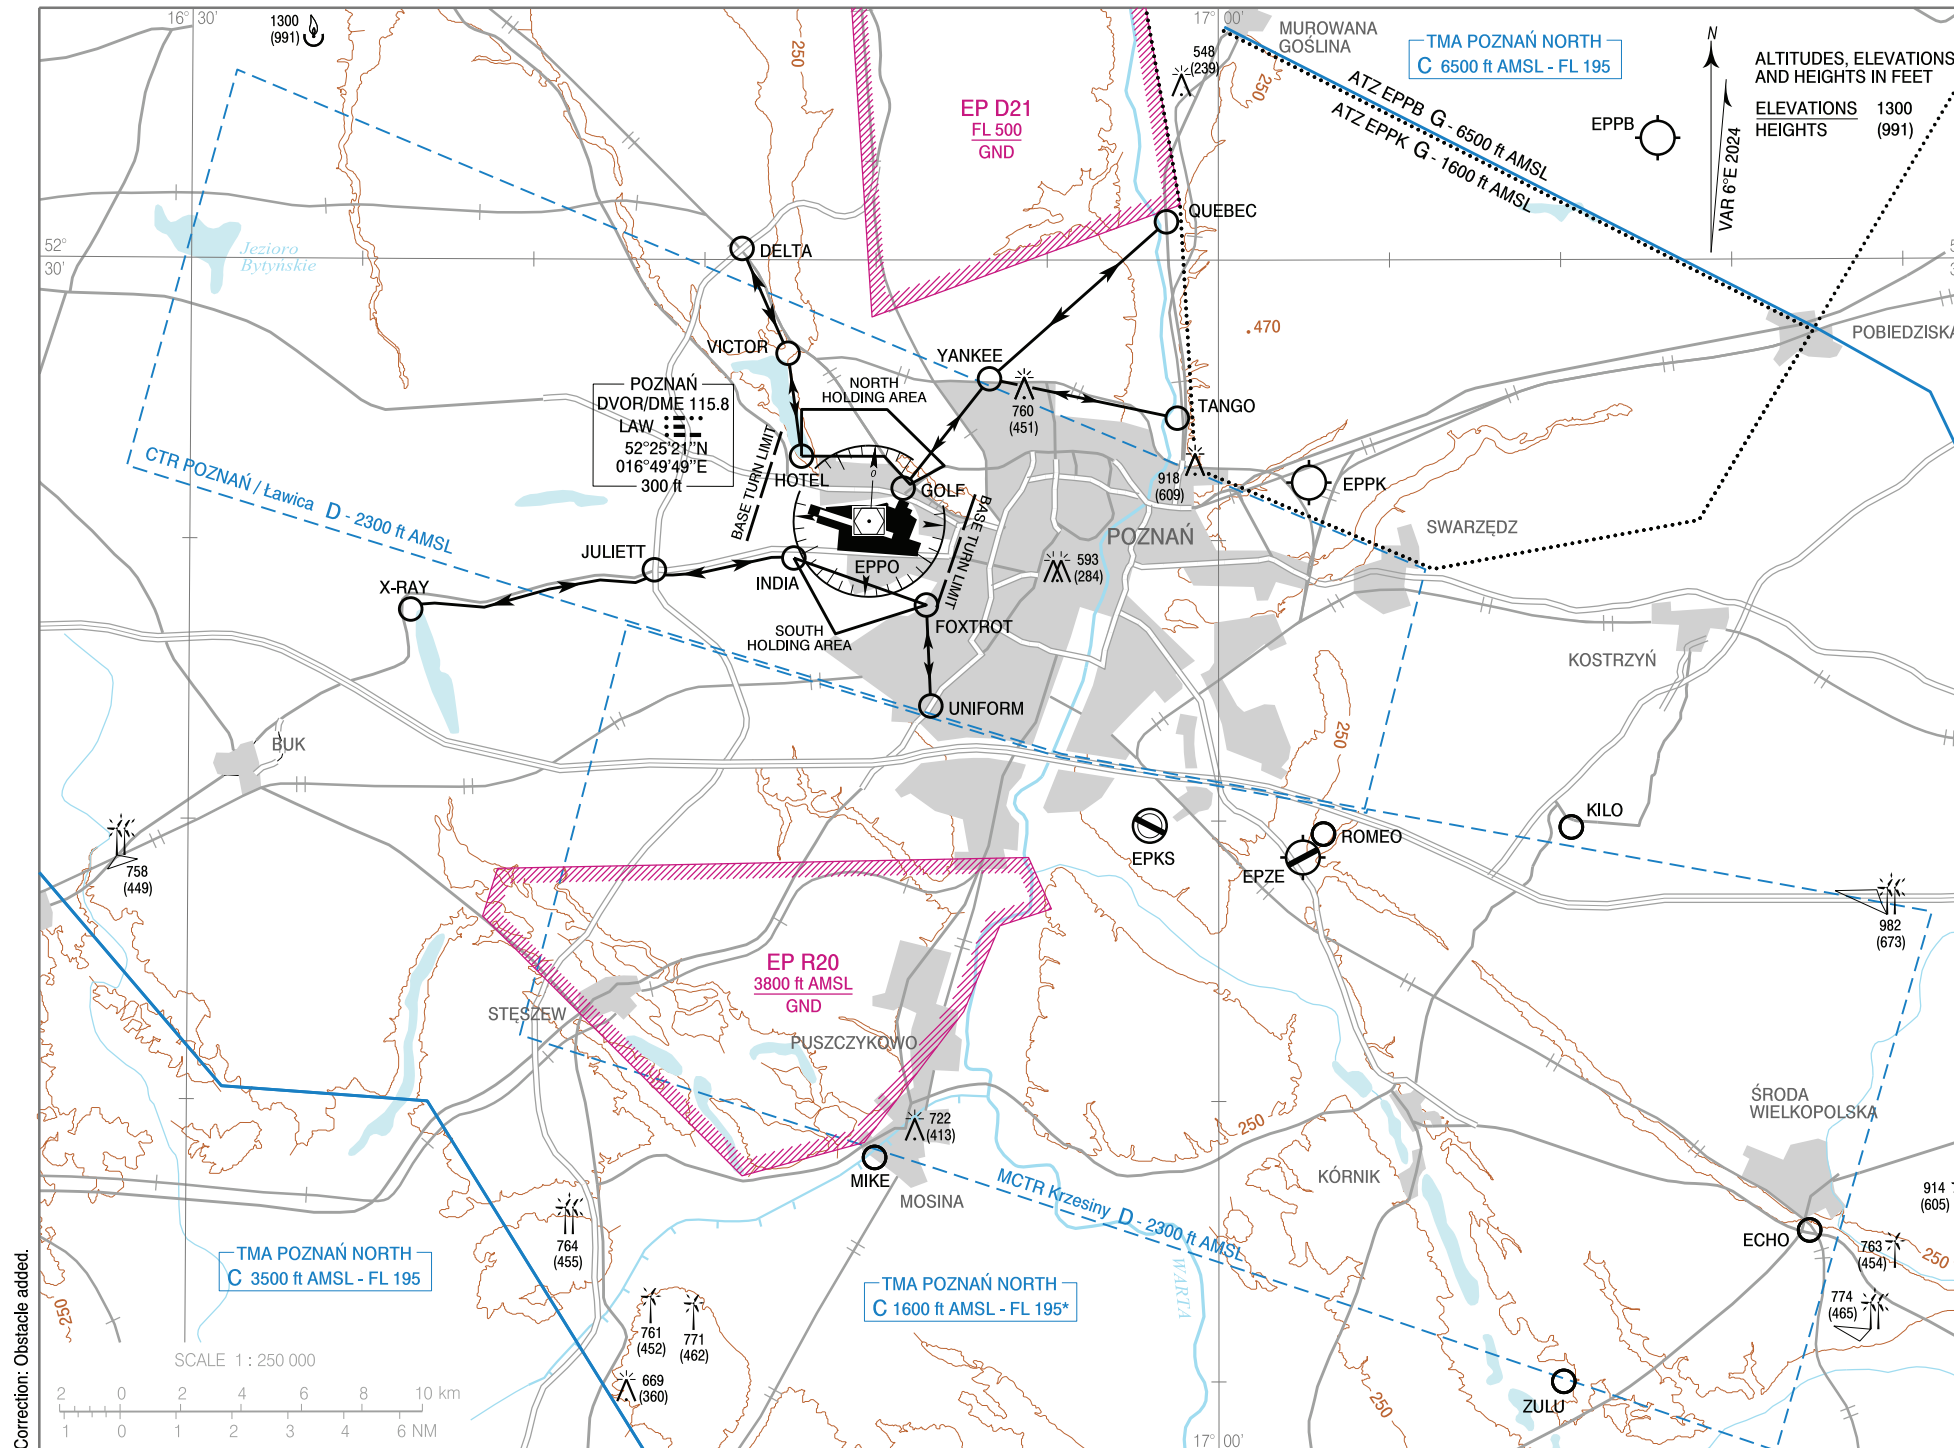 16° 30'
1300
(991)
250
17° 00'
MUROWANA
GOŚLINA
548
(239)
250
TMA POZNAŃ NORTH
C 6500 ft AMSL - FL 195
N
VAR 6°E 2024
ALTITUDES, ELEVATIONS
AND HEIGHTS IN FEET
ELEVATIONS 1300
HEIGHTS (991)
EPPB
ATZ EPPB G - 6500 ft AMSL
ATZ EPPK G - 1600 ft AMSL
EP D21
FL 500
GND
QUEBEC
52°
30'
Jezioro
Bytyńskie
DELTA
.470
POBIEDZISKA
VICTOR
YANKEE
POZNAŃ
DVOR/DME 115.8
LAW
52°25'21''N
016°49'49''E
300 ft
NORTH
HOLDING AREA
760
(451)
TANGO
BASE TURN LIMIT
CTR POZNAŃ / Ławica D - 2300 ft AMSL
HOTEL
0
GOLF
918
(609)
EPPK
SWARZĘDZ
BASE TURN LIMIT
POZNAŃ
JULIETT
INDIA
EPPO
593
(284)
X-RAY
SOUTH
HOLDING AREA
FOXTROT
KOSTRZYŃ
UNIFORM
BUK
250
KILO
ROMEO
EPKS
EPZE
758
(449)
982
(673)
EP R20
3800 ft AMSL
GND
STĘSZEW
PUSZCZYKOWO
ŚRODA
WIELKOPOLSKA
722
(413)
250
MIKE
MOSINA
KÓRNIK
MCTR Krzesiny D - 2300 ft AMSL
914
(605)
764
(455)
ECHO
763
(454)
250
TMA POZNAŃ NORTH
C 3500 ft AMSL - FL 195
TMA POZNAŃ NORTH
C 1600 ft AMSL - FL 195*
WARTA
774
(465)
250
761
(452)
771
(462)
669
(360)
250
ZULU
SCALE 1 : 250 000
2 0 2 4 6 8 10 km
1 0 1 2 3 4 6 NM
17° 00'
Correction: Obstacle added.